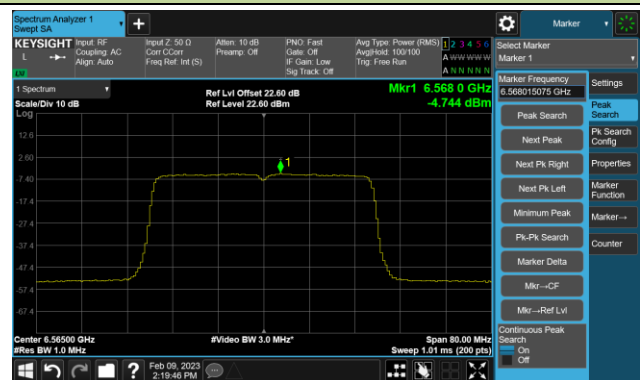 Spectrum Analyzer 1
Swept SA
Marker
KEYSIGHT
L
Input: RF
Coupling: AC
Align: Auto
Input Z: 50 Ω
Corr CCorr
Freq Ref: Int (S)
Atten: 10 dB
Preamp: Off
PNO: Fast
Gate: Off
IF Gain: Low
Sig Track: Off
Avg Type: Power (RMS)
Avg|Hold: 100/100
Trig: Free Run
1 2 3 4 5 6
A WW WW W
A N N N N N
Select Marker
Marker 1
LW
1 Spectrum
Scale/Div 10 dB
Log
Ref Lvl Offset 22.60 dB
Ref Level 22.60 dBm
Mkr1 6.568 0 GHz
-4.744 dBm
12.6
2.60
-7.40
-17.4
-27.4
-37.4
-47.4
-57.4
-67.4
1
Center 6.56500 GHz
#Res BW 1.0 MHz
#Video BW 3.0 MHz*
Span 80.00 MHz
Sweep 1.01 ms (200 pts)
Marker Frequency
6.568015075 GHz
Peak Search
Next Peak
Next Pk Right
Next Pk Left
Minimum Peak
Pk-Pk Search
Marker Delta
Mkr→CF
Mkr→Ref Lvl
Continuous Peak
Search
On
Off
Settings
Peak
Search
Pk Search
Config
Properties
Marker
Function
Marker→
Counter
Feb 09, 2023
2:19:46 PM